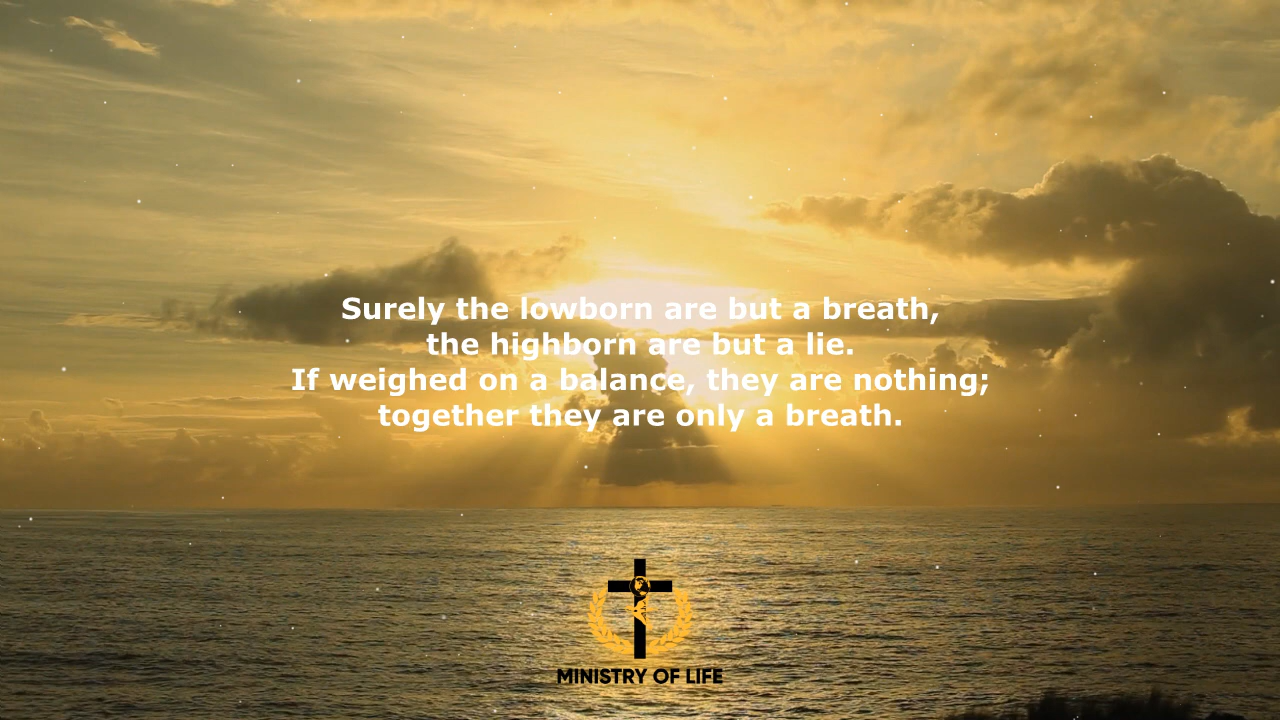 Surely the lowborn are but a breath,
the highborn are but a lie.
If weighed on a balance, they are nothing;
together they are only a breath.
MINISTRY OF LIFE